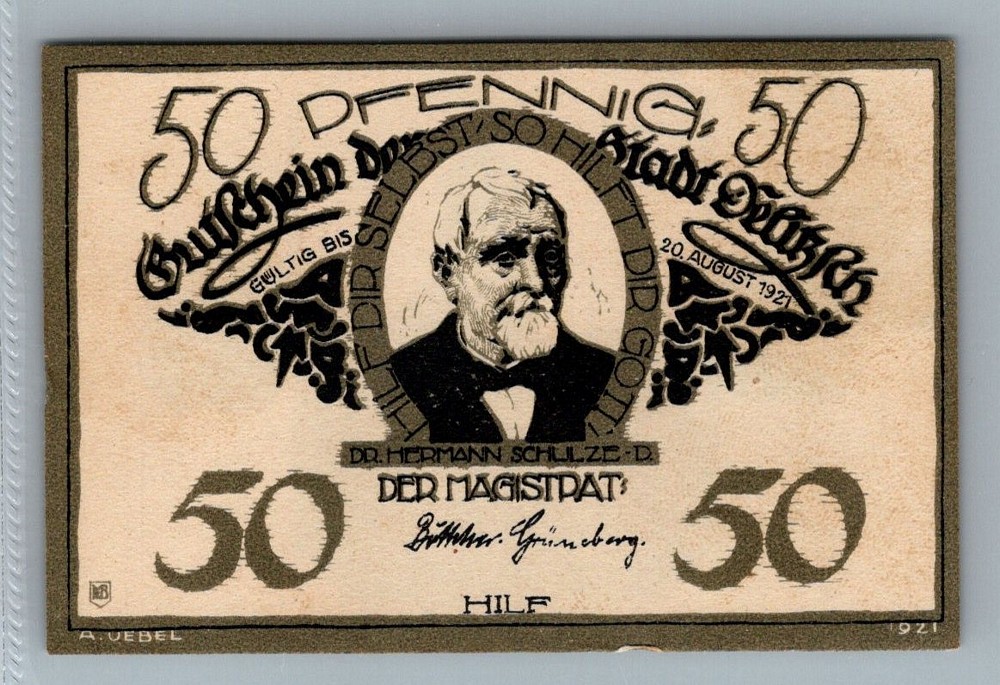 50 PFENNIG. 50
Gutschein der Stadt Delitzsch
GÜLTIG BIS 20. AUGUST 1921
HILF DIR SELBST, SO HILFT DIR GOTT,
DR. HERMANN SCHULZE-D.
DER MAGISTRAT:
Grüneberg.
50 50
HILF
A. UEBEL 1921